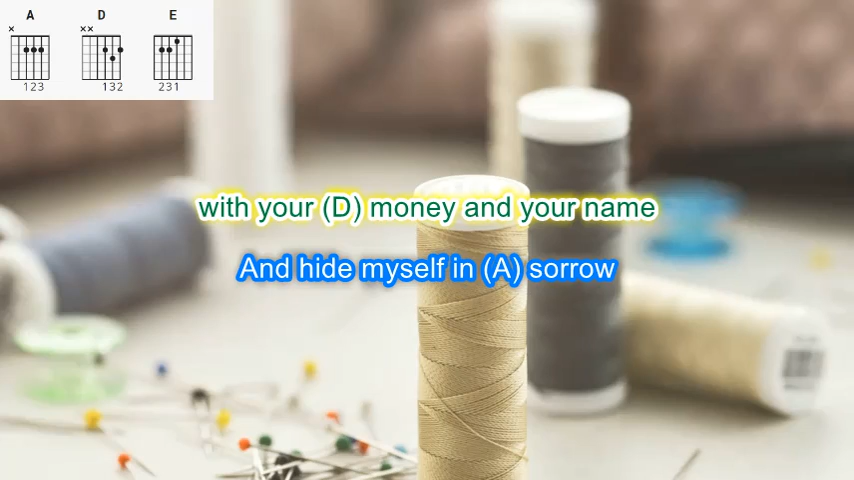 A D E
× ×× 
123 132 231
with your (D) money and your name
And hide myself in (A) sorrow